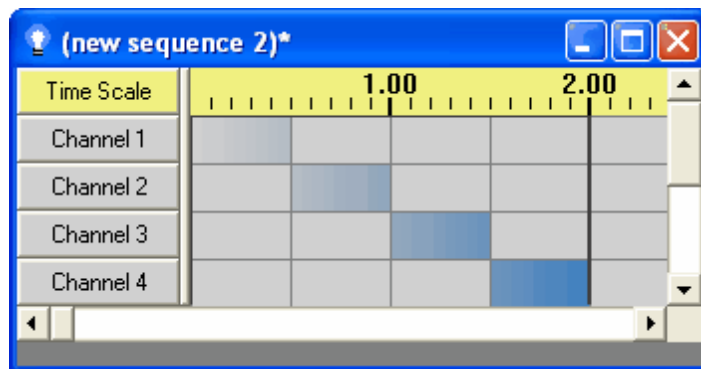 (new sequence 2)*
Time Scale 1.00 2.00
Channel 1
Channel 2
Channel 3
Channel 4